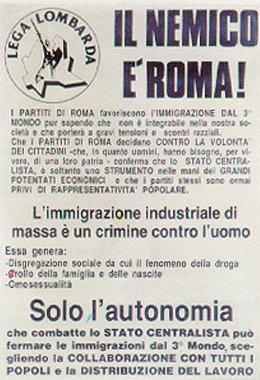 LEGA LOMBARDA
IL NEMICO
E' ROMA!
I PARTITI DI ROMA favoriscono l'IMMIGRAZIONE DAL 3°
MONDO pur sapendo che non è integrabile nella nostra so
cietà e che porterà a gravi tensioni e scontri razziali.
Che i PARTITI DI ROMA decidano CONTRO LA VOLONTÀ
DEI CITTADINI -che, in quanto uomini, hanno bisogno, per vi-
vere, di una loro patria - conferma che lo STATO CENTRA-
LISTA, è soltanto uno STRUMENTO nelle mani dei GRANDI
POTENTATI ECONOMICI e che i partiti stessi sono ormai
PRIVI DI RAPPRESENTATIVITA' POPOLARE.
L'immigrazione industriale di
massa è un crimine contro l'uomo
Essa genera:
-Disgregazione sociale da cui il fenomeno della droga
-Crollo della famiglia e delle nascite
-Omosessualità
Solo l'autonomia
che combatte lo STATO CENTRALISTA può
fermare le immigrazioni dal 3° Mondo, sce-
gliendo la COLLABORAZIONE CON TUTTI I
POPOLI e la DISTRIBUZIONE DEL LAVORO